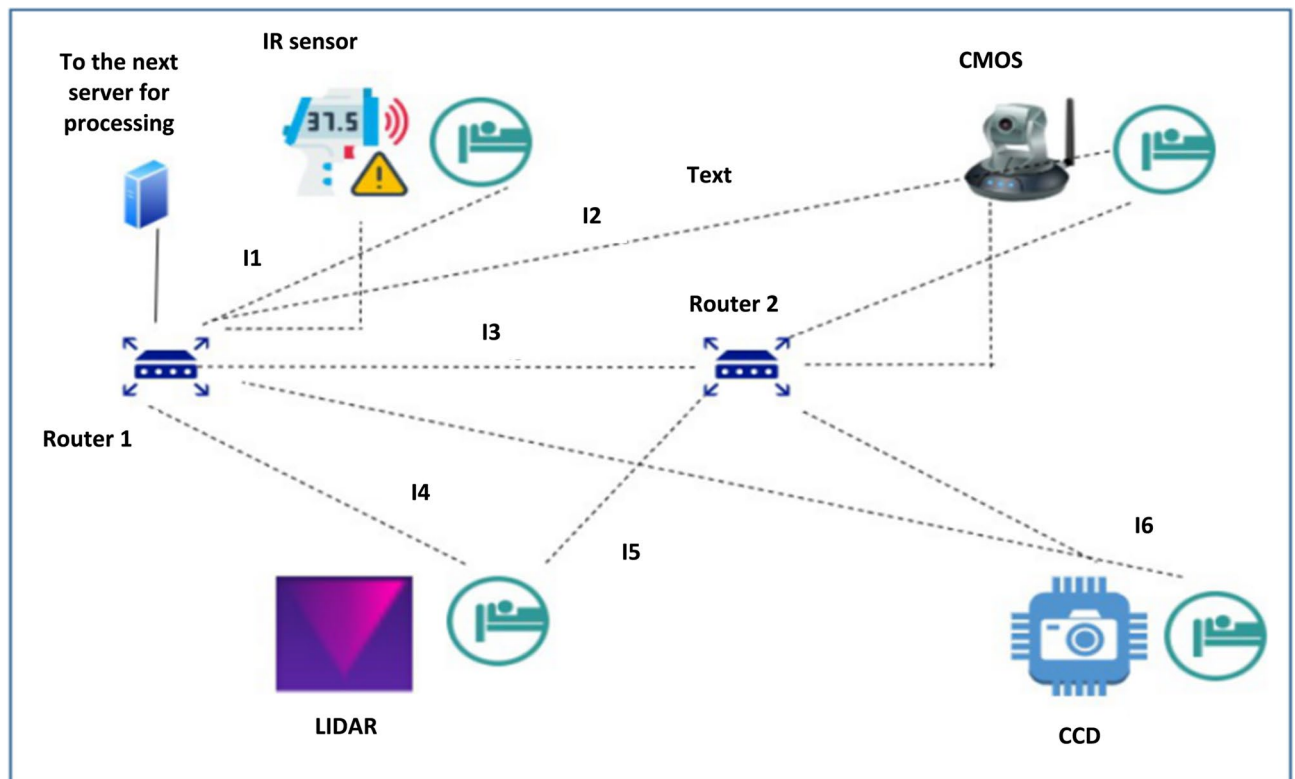 IR sensor
To the next
server for
processing
CMOS
37.5
Text
I2
I1
Router 2
I3
Router 1
I4
I5
I6
LIDAR
CCD